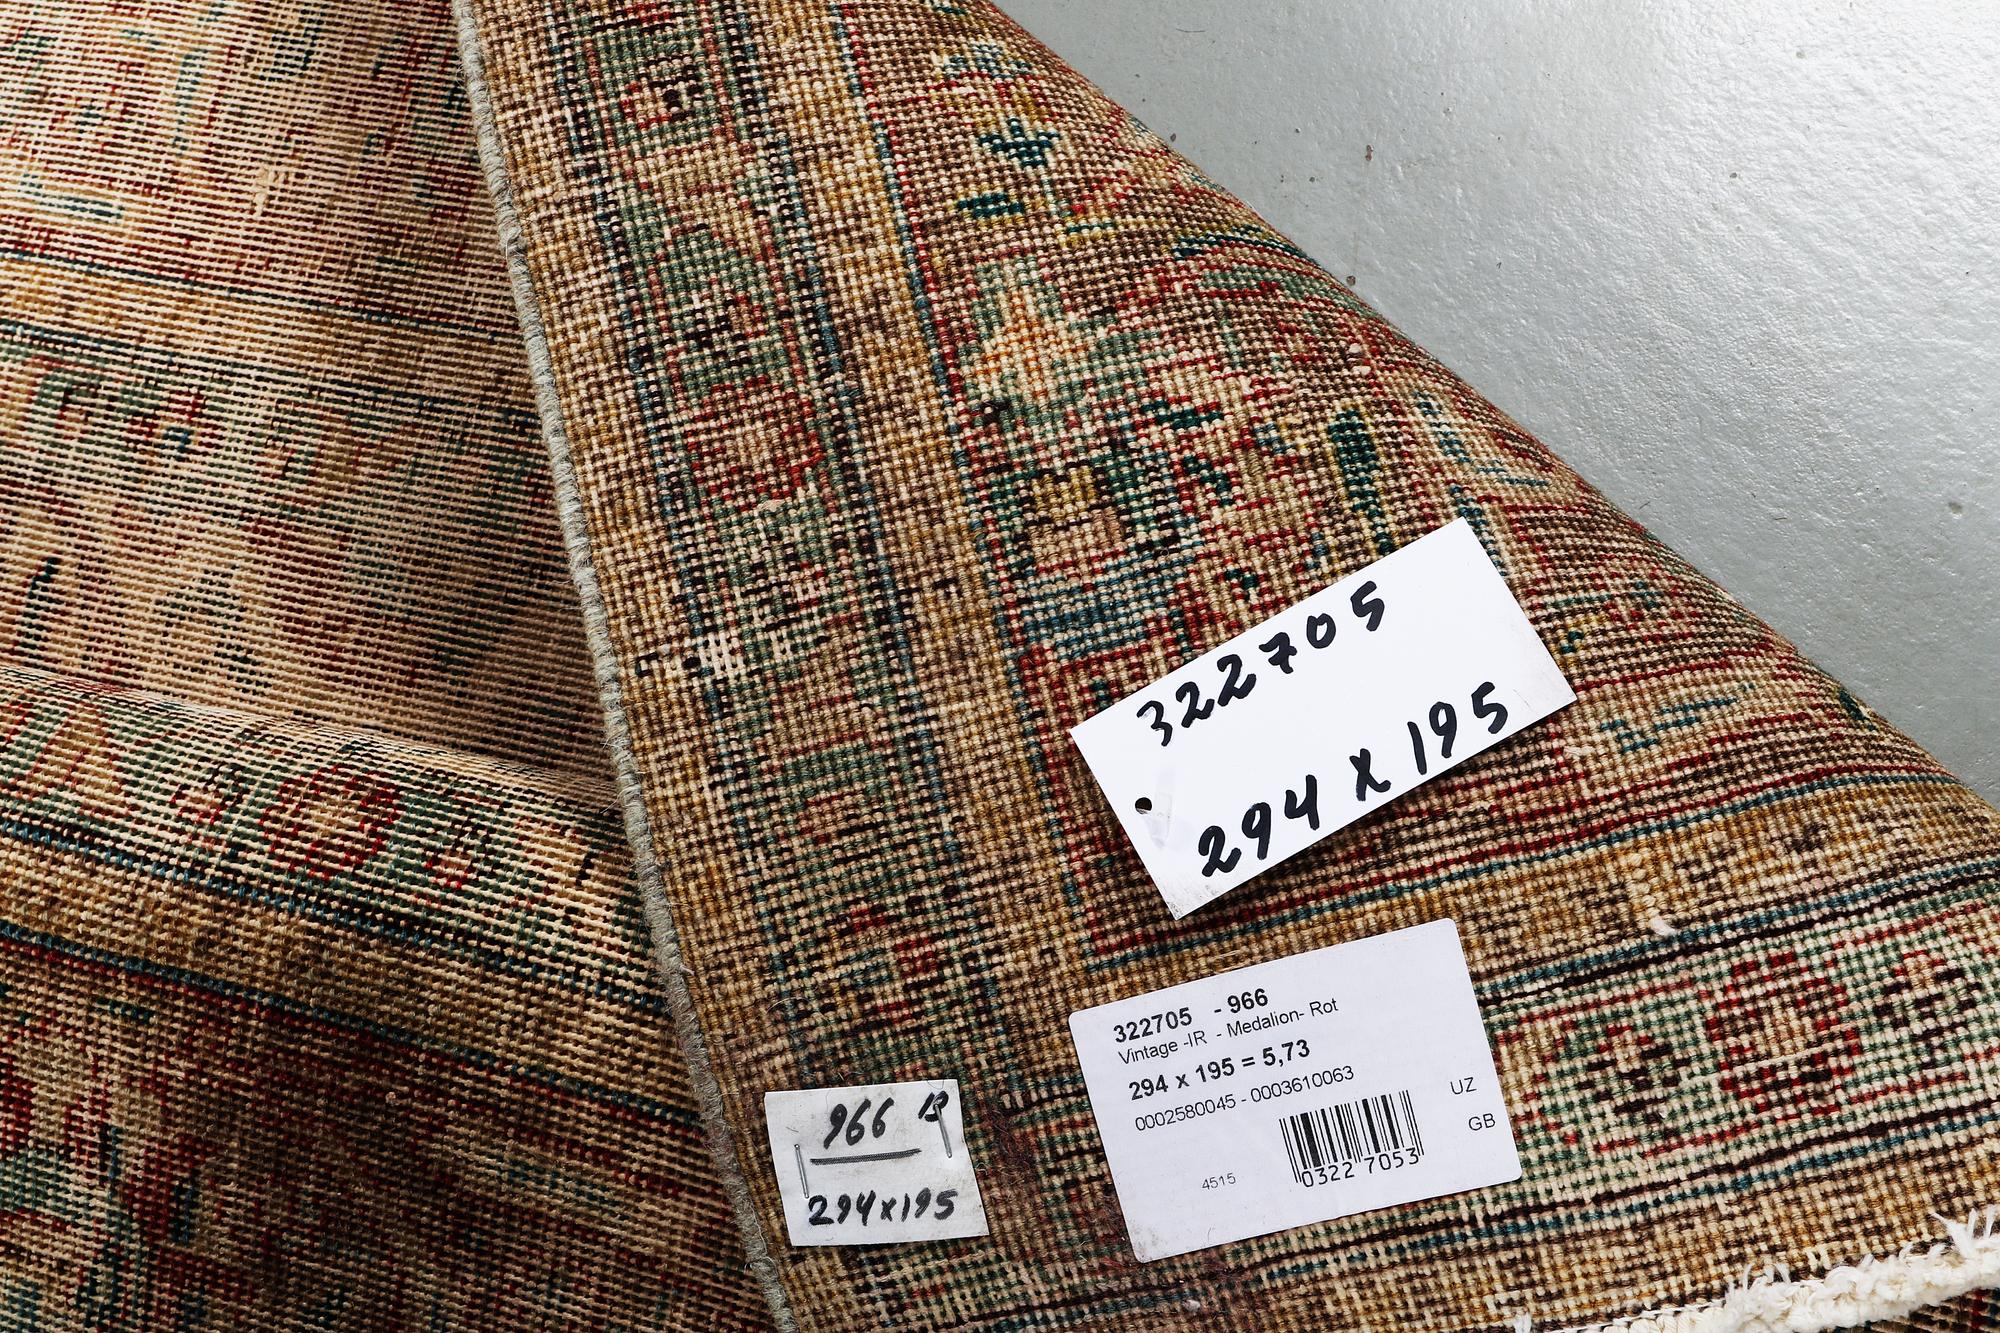 322705
294 x 195
322705 - 966
Vintage -IR - Medalion- Rot
294 x 195 = 5,73
0002580045 - 0003610063
UZ
GB
4515
0322 7053
966
294x195